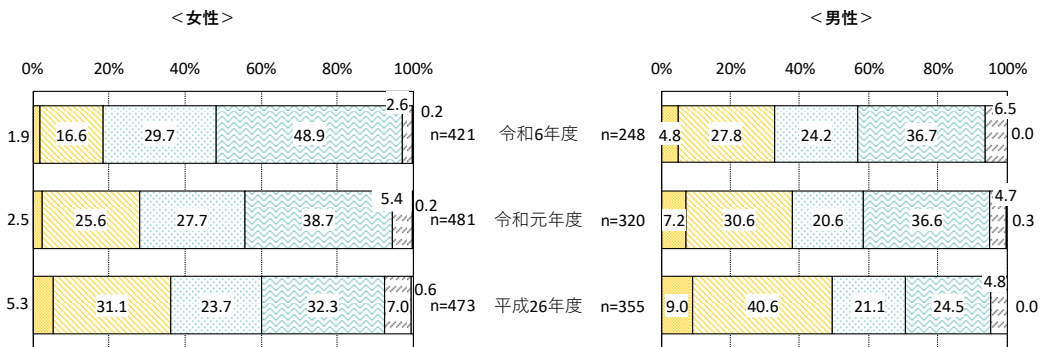 ＜女性＞ ＜男性＞
0% 20% 40% 60% 80% 100% 0% 20% 40% 60% 80% 100%
1.9 16.6 29.7 48.9 2.6 0.2 n=421 令和6年度 n=248 4.8 27.8 24.2 36.7 6.5 0.0
2.5 25.6 27.7 38.7 5.4 0.2 n=481 令和元年度 n=320 7.2 30.6 20.6 36.6 4.7 0.3
5.3 31.1 23.7 32.3 7.0 0.6 n=473 平成26年度 n=355 9.0 40.6 21.1 24.5 4.8 0.0